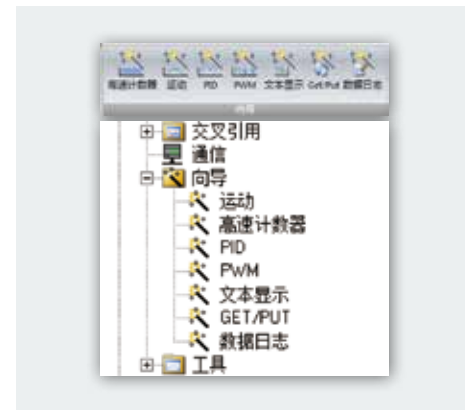 高速计数器 运动 PID PWM 文本显示 Get/Put 数据日志
向导
交叉引用
通信
向导
运动
高速计数器
PID
PWM
文本显示
GET/PUT
数据日志
工具